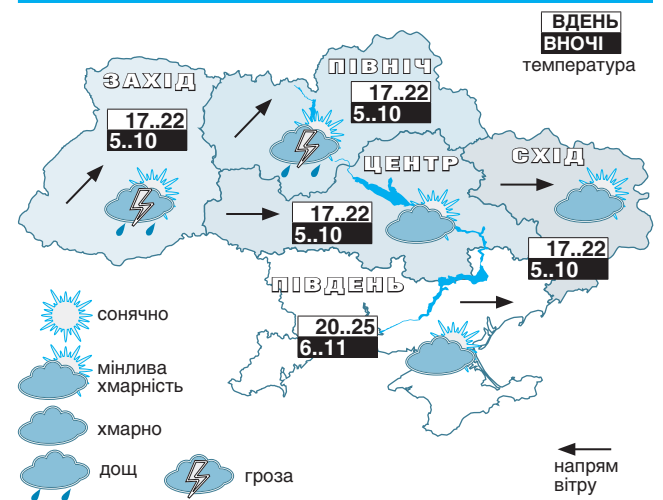 ВДЕНЬ
ВНОЧІ
температура
ПІВНІЧ
17..22
5..10
ЗАХІД
17..22
5..10
ЦЕНТР
17..22
5..10
СХІД
17..22
5..10
ПІВДЕНЬ
20..25
6..11
сонячно
мінлива
хмарність
хмарно
дощ
гроза
напрям
вітру